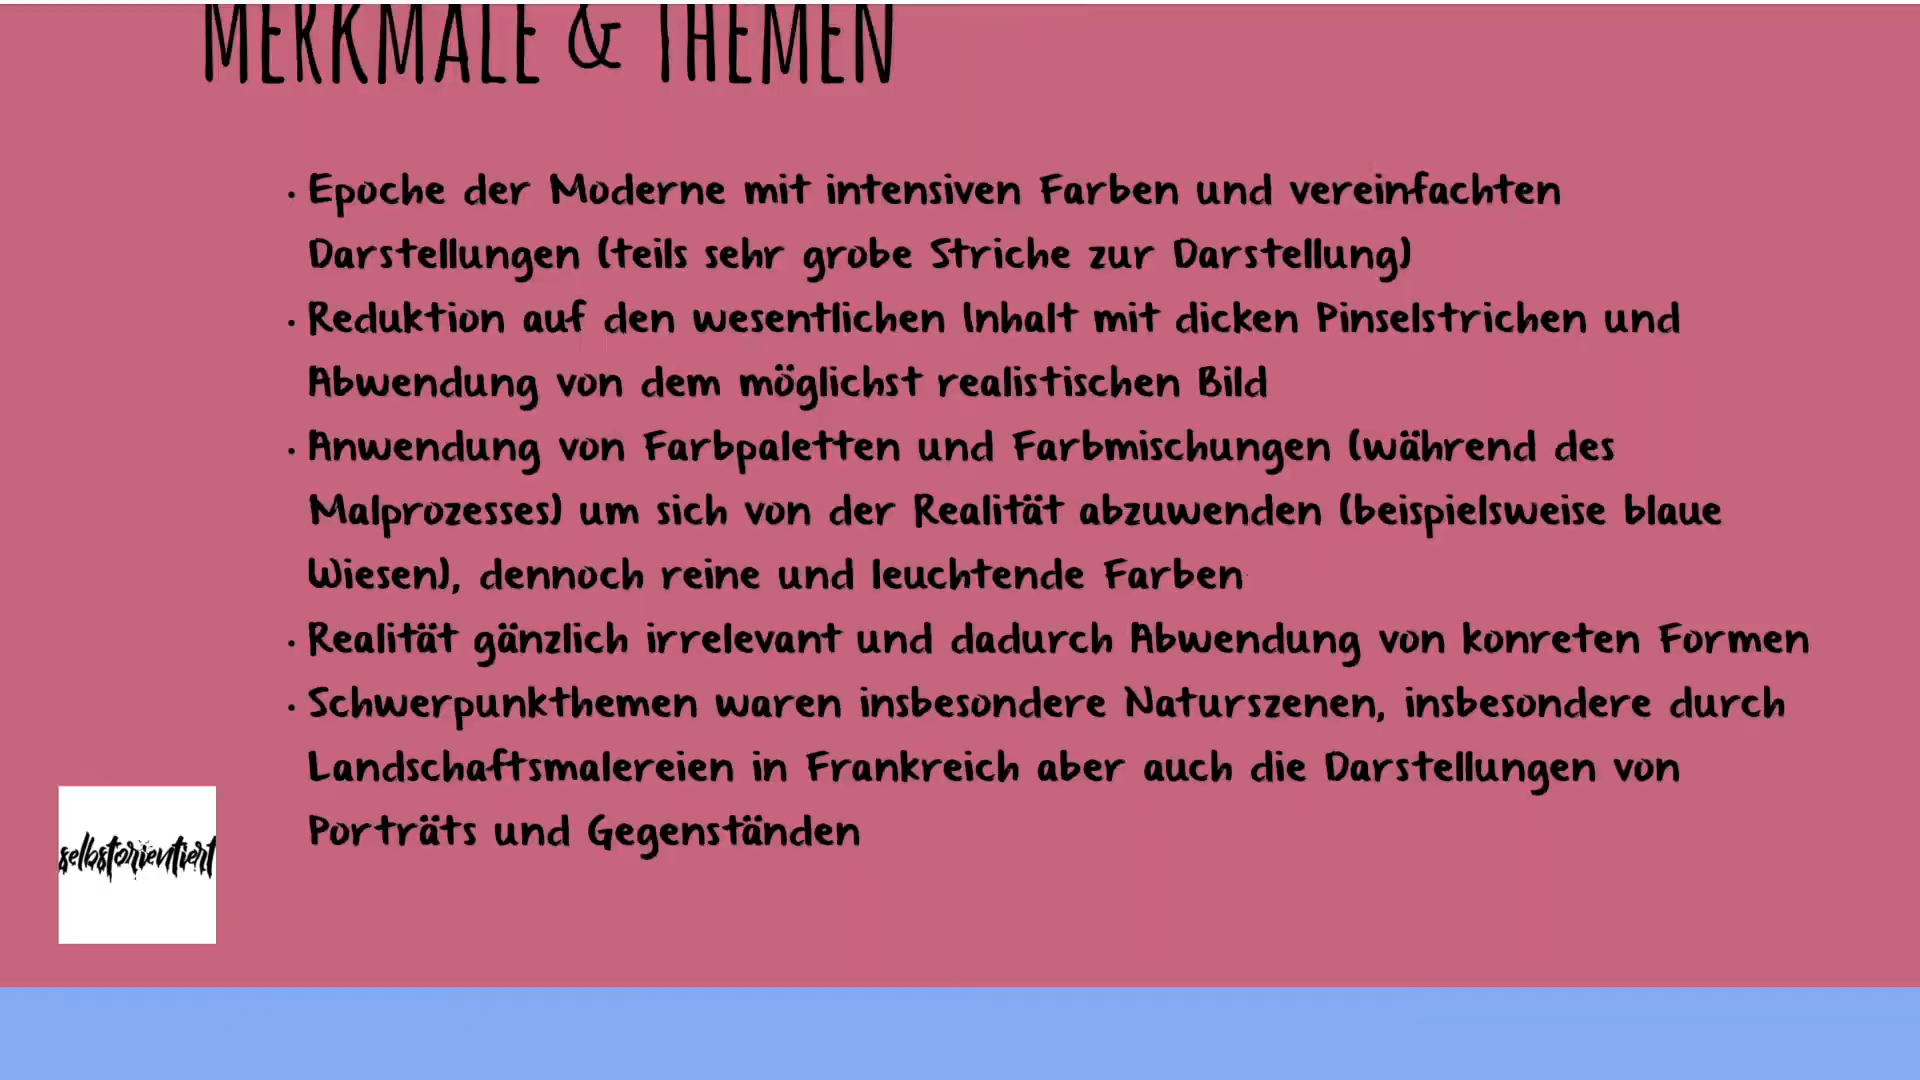 MERKMALE & THEMEN
• Epoche der Moderne mit intensiven Farben und vereinfachten
Darstellungen (teils sehr grobe Striche zur Darstellung)
• Reduktion auf den wesentlichen Inhalt mit dicken Pinselstrichen und
Abwendung von dem möglichst realistischen Bild
• Anwendung von Farbpaletten und Farbmischungen (während des
Malprozesses) um sich von der Realität abzuwenden (beispielsweise blaue
Wiesen), dennoch reine und leuchtende Farben
• Realität gänzlich irrelevant und dadurch Abwendung von konreten Formen
• Schwerpunkthemen waren insbesondere Naturszenen, insbesondere durch
Landschaftsmalereien in Frankreich aber auch die Darstellungen von
Porträts und Gegenständen
selbstorientiert